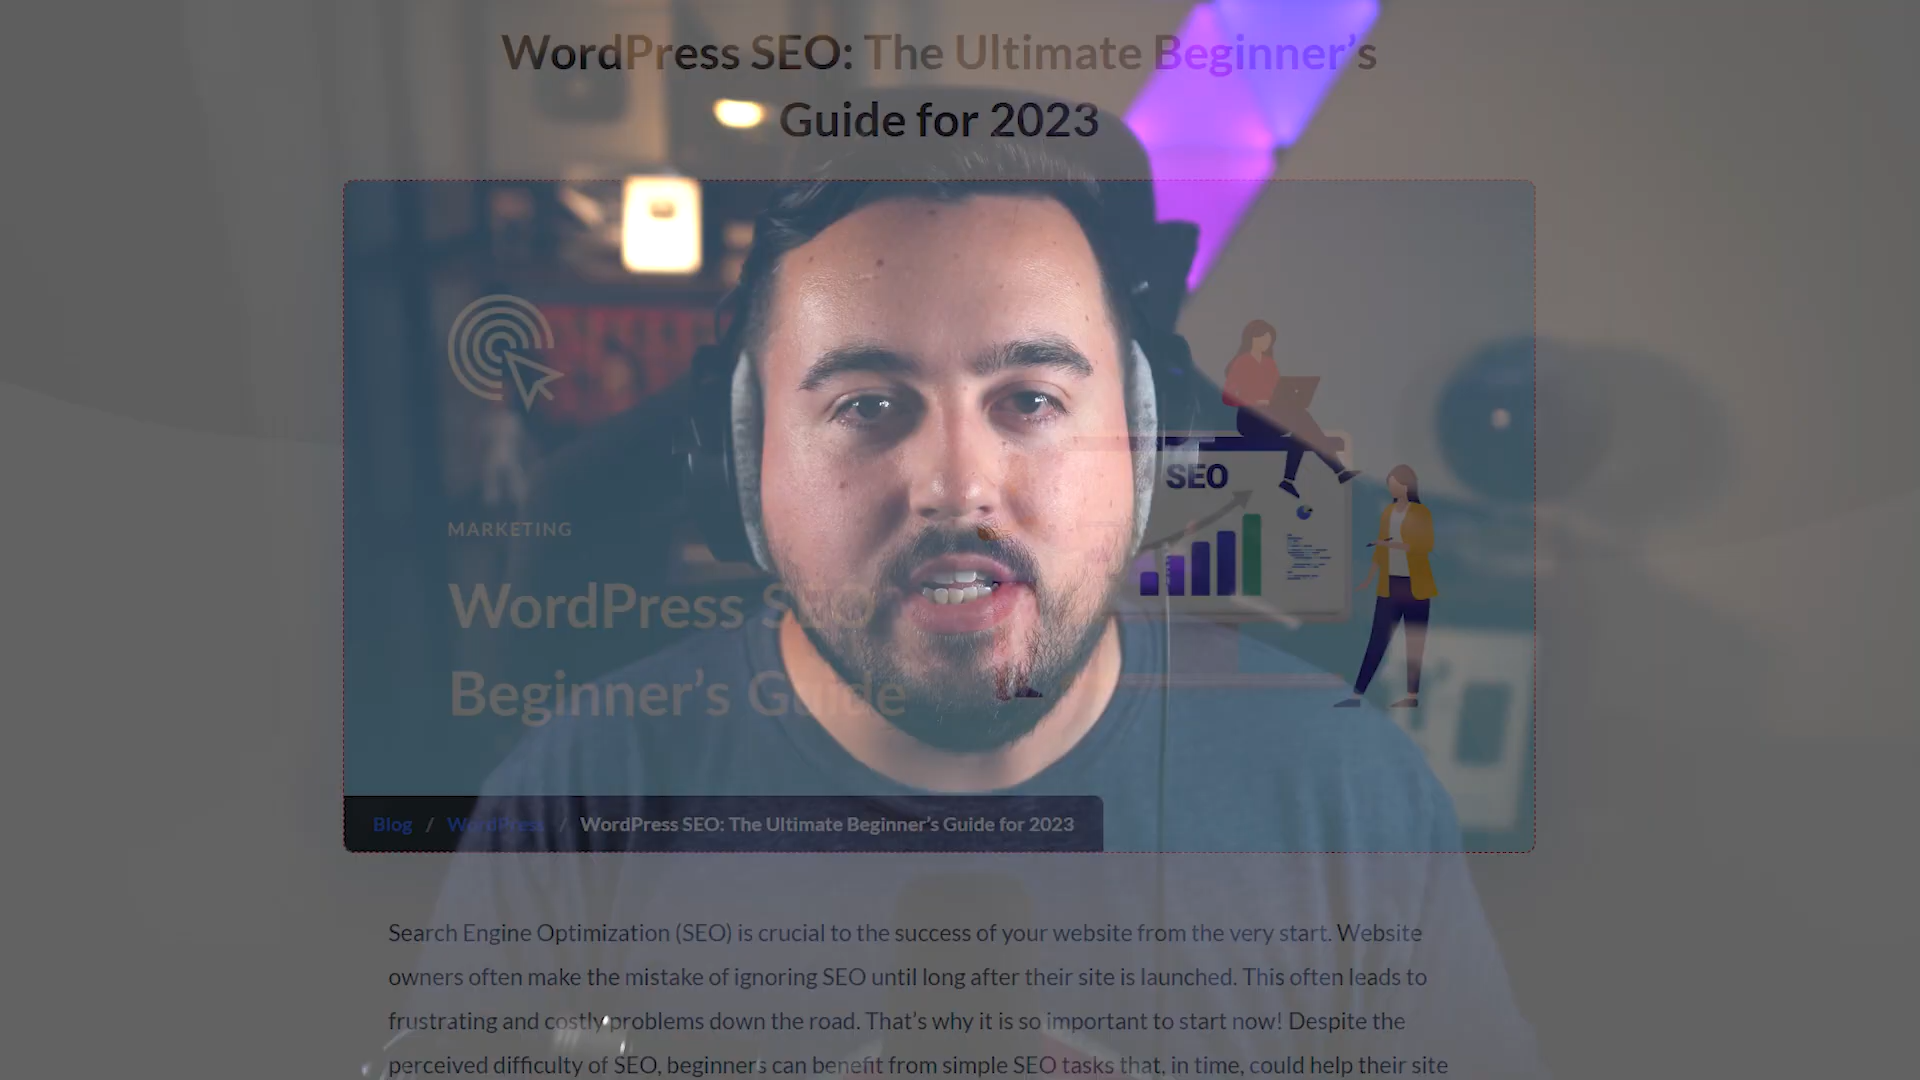 WordPress SEO: The Ultimate Beginner’s
Guide for 2023
SEO
MARKETING
WordPress SEO
Beginner’s Guide
Blog / WordPress / WordPress SEO: The Ultimate Beginner’s Guide for 2023
Search Engine Optimization (SEO) is crucial to the success of your website from the very start. Website
owners often make the mistake of ignoring SEO until long after their site is launched. This often leads to
frustrating and costly problems down the road. That’s why it is so important to start now! Despite the
perceived difficulty of SEO, beginners can benefit from simple SEO tasks that, in time, could help their site